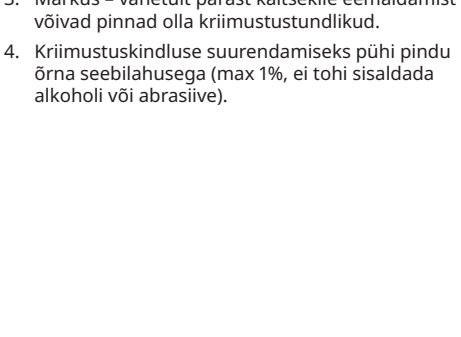 3. Märkus – vahetult pärast kaitsekile eemaldamist
võivad pinnad olla kriimustustundlikud.
4. Kriimustuskindluse suurendamiseks pühi pindu
õrna seebilahusega (max 1%, ei tohi sisaldada
alkoholi või abrasiive).